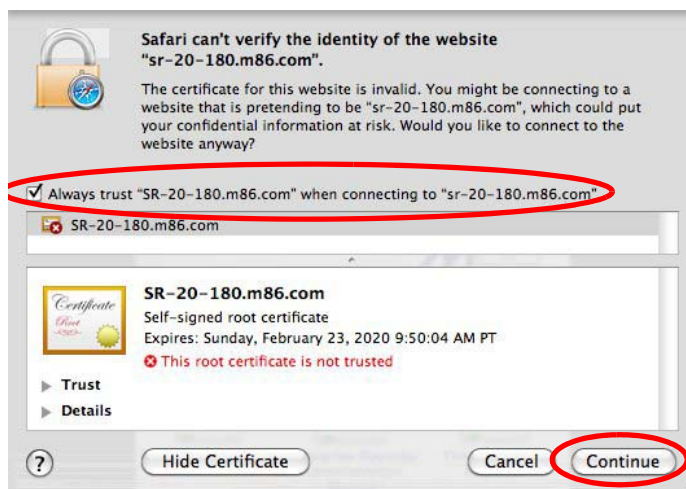 Safari can't verify the identity of the website
"sr-20-180.m86.com".
The certificate for this website is invalid. You might be connecting to a
website that is pretending to be "sr-20-180.m86.com", which could put
your confidential information at risk. Would you like to connect to the
website anyway?
Always trust "SR-20-180.m86.com" when connecting to "sr-20-180.m86.com"
SR-20-180.m86.com
Certificate
Root
SR-20-180.m86.com
Self-signed root certificate
Expires: Sunday, February 23, 2020 9:50:04 AM PT
This root certificate is not trusted
Trust
Details
? Hide Certificate Cancel Continue